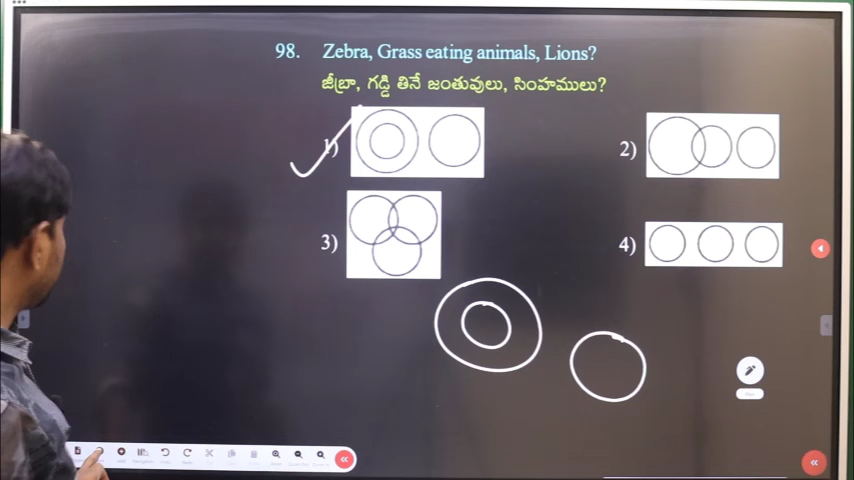 98. Zebra, Grass eating animals, Lions?
జీబ్రా, గడ్డి తినే జంతువులు, సింహములు?
1) 2)
3) 4)